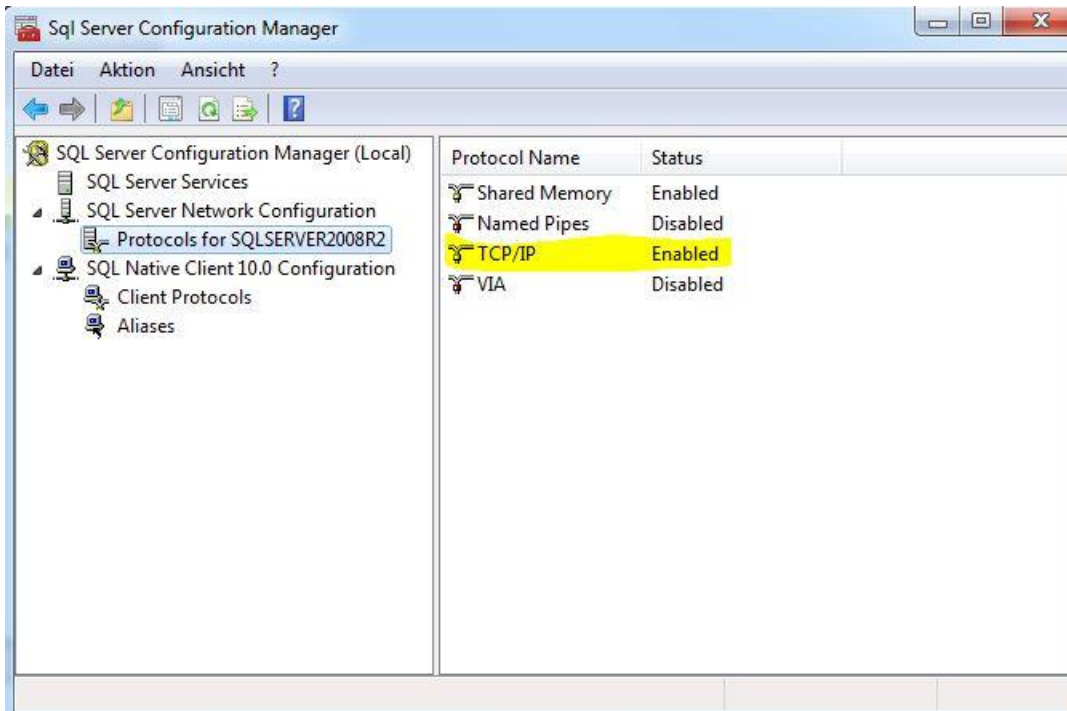 Sql Server Configuration Manager
Datei Aktion Ansicht ?
SQL Server Configuration Manager (Local)
SQL Server Services
SQL Server Network Configuration
Protocols for SQLSERVER2008R2
SQL Native Client 10.0 Configuration
Client Protocols
Aliases
Protocol Name Status
Shared Memory Enabled
Named Pipes Disabled
TCP/IP Enabled
VIA Disabled